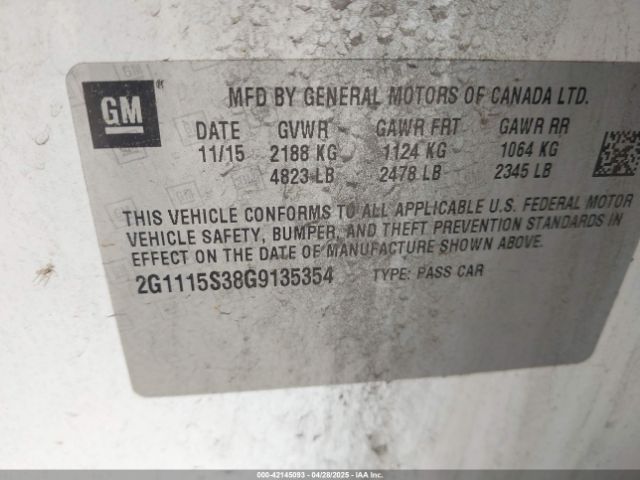 GM ®
MFD BY GENERAL MOTORS OF CANADA LTD.
DATE GVWR GAWR FRT GAWR RR
11/15 2188 KG 1124 KG 1064 KG
4823 LB 2478 LB 2345 LB
THIS VEHICLE CONFORMS TO ALL APPLICABLE U.S. FEDERAL MOTOR
VEHICLE SAFETY, BUMPER, AND THEFT PREVENTION STANDARDS IN
EFFECT ON THE DATE OF MANUFACTURE SHOWN ABOVE.
2G1115S38G9135354 TYPE: PASS CAR
000-42145093 - 04/28/2025 - IAA Inc.